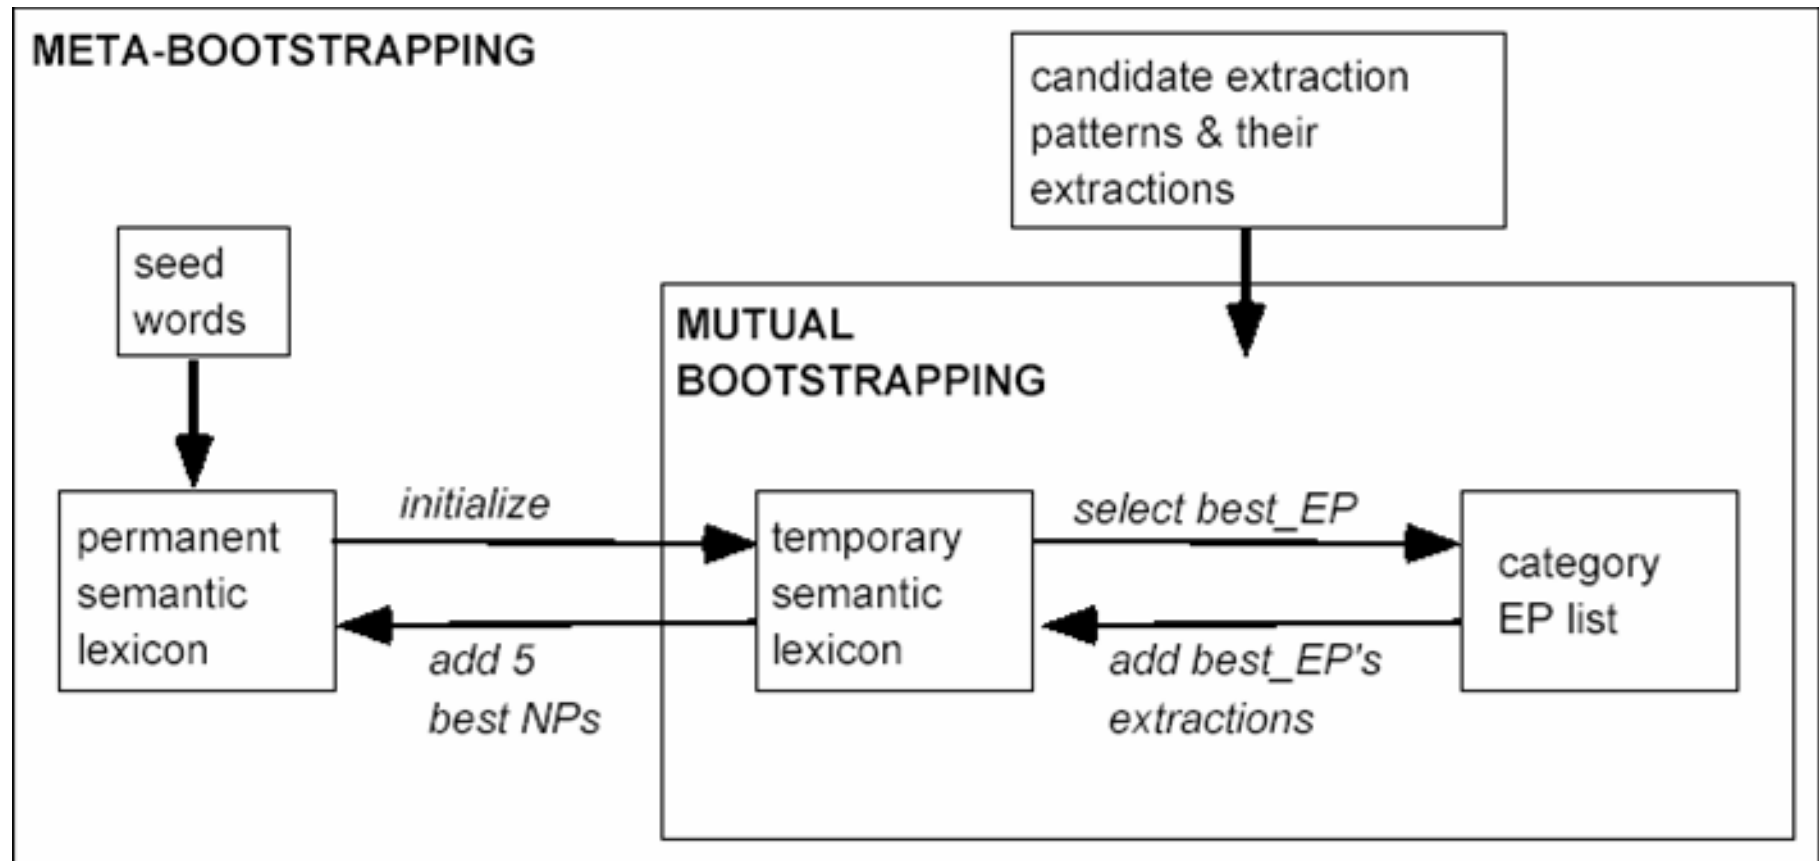 META-BOOTSTRAPPING
candidate extraction
patterns & their
extractions
seed
words
MUTUAL
BOOTSTRAPPING
permanent
semantic
lexicon
initialize
add 5
best NPs
temporary
semantic
lexicon
select best_EP
add best_EP's
extractions
category
EP list